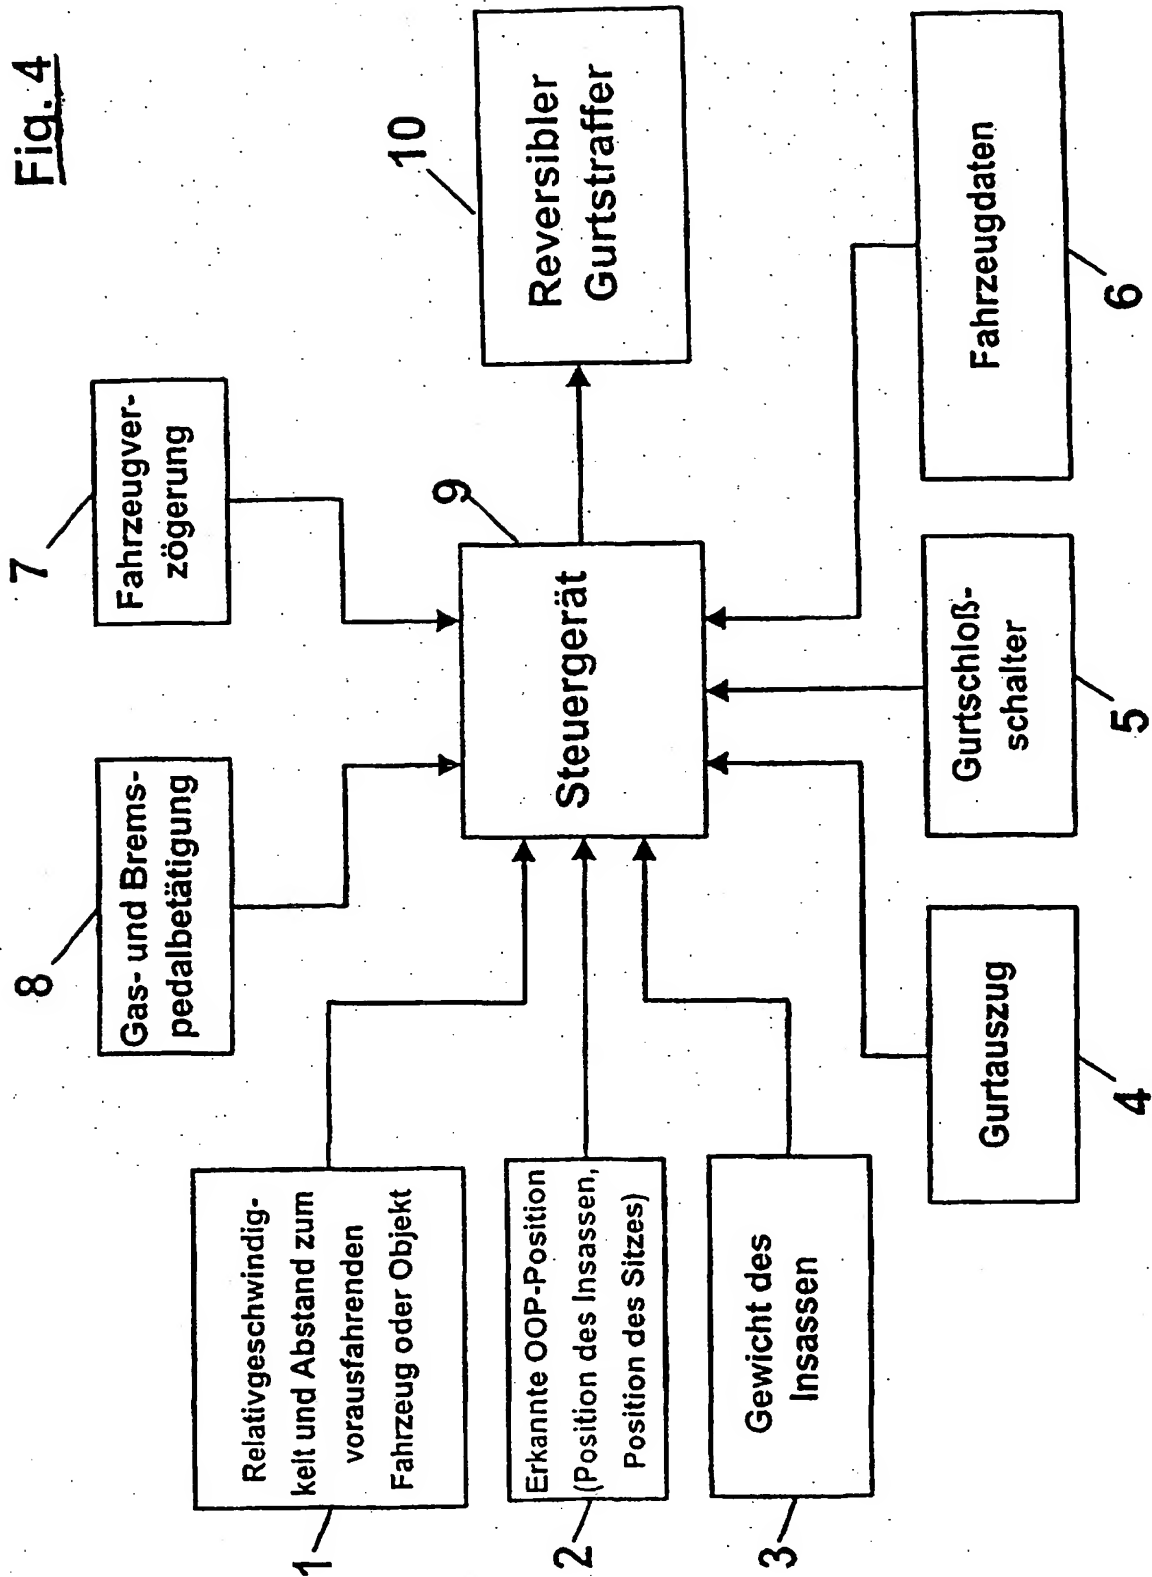 Fig. 4
7
Fahrzeugver-
zögerung
8
Gas- und Brems-
pedalbetätigung
10
Reversibler
Gurtstraffer
9
Steuergerät
1
Relativgeschwindig-
keit und Abstand zum
vorausfahrenden
Fahrzeug oder Objekt
2
Erkannte OOP-Position
(Position des Insassen,
Position des Sitzes)
3
Gewicht des
Insassen
4
Gurtauszug
5
Gurtschloß-
schalter
6
Fahrzeugdaten